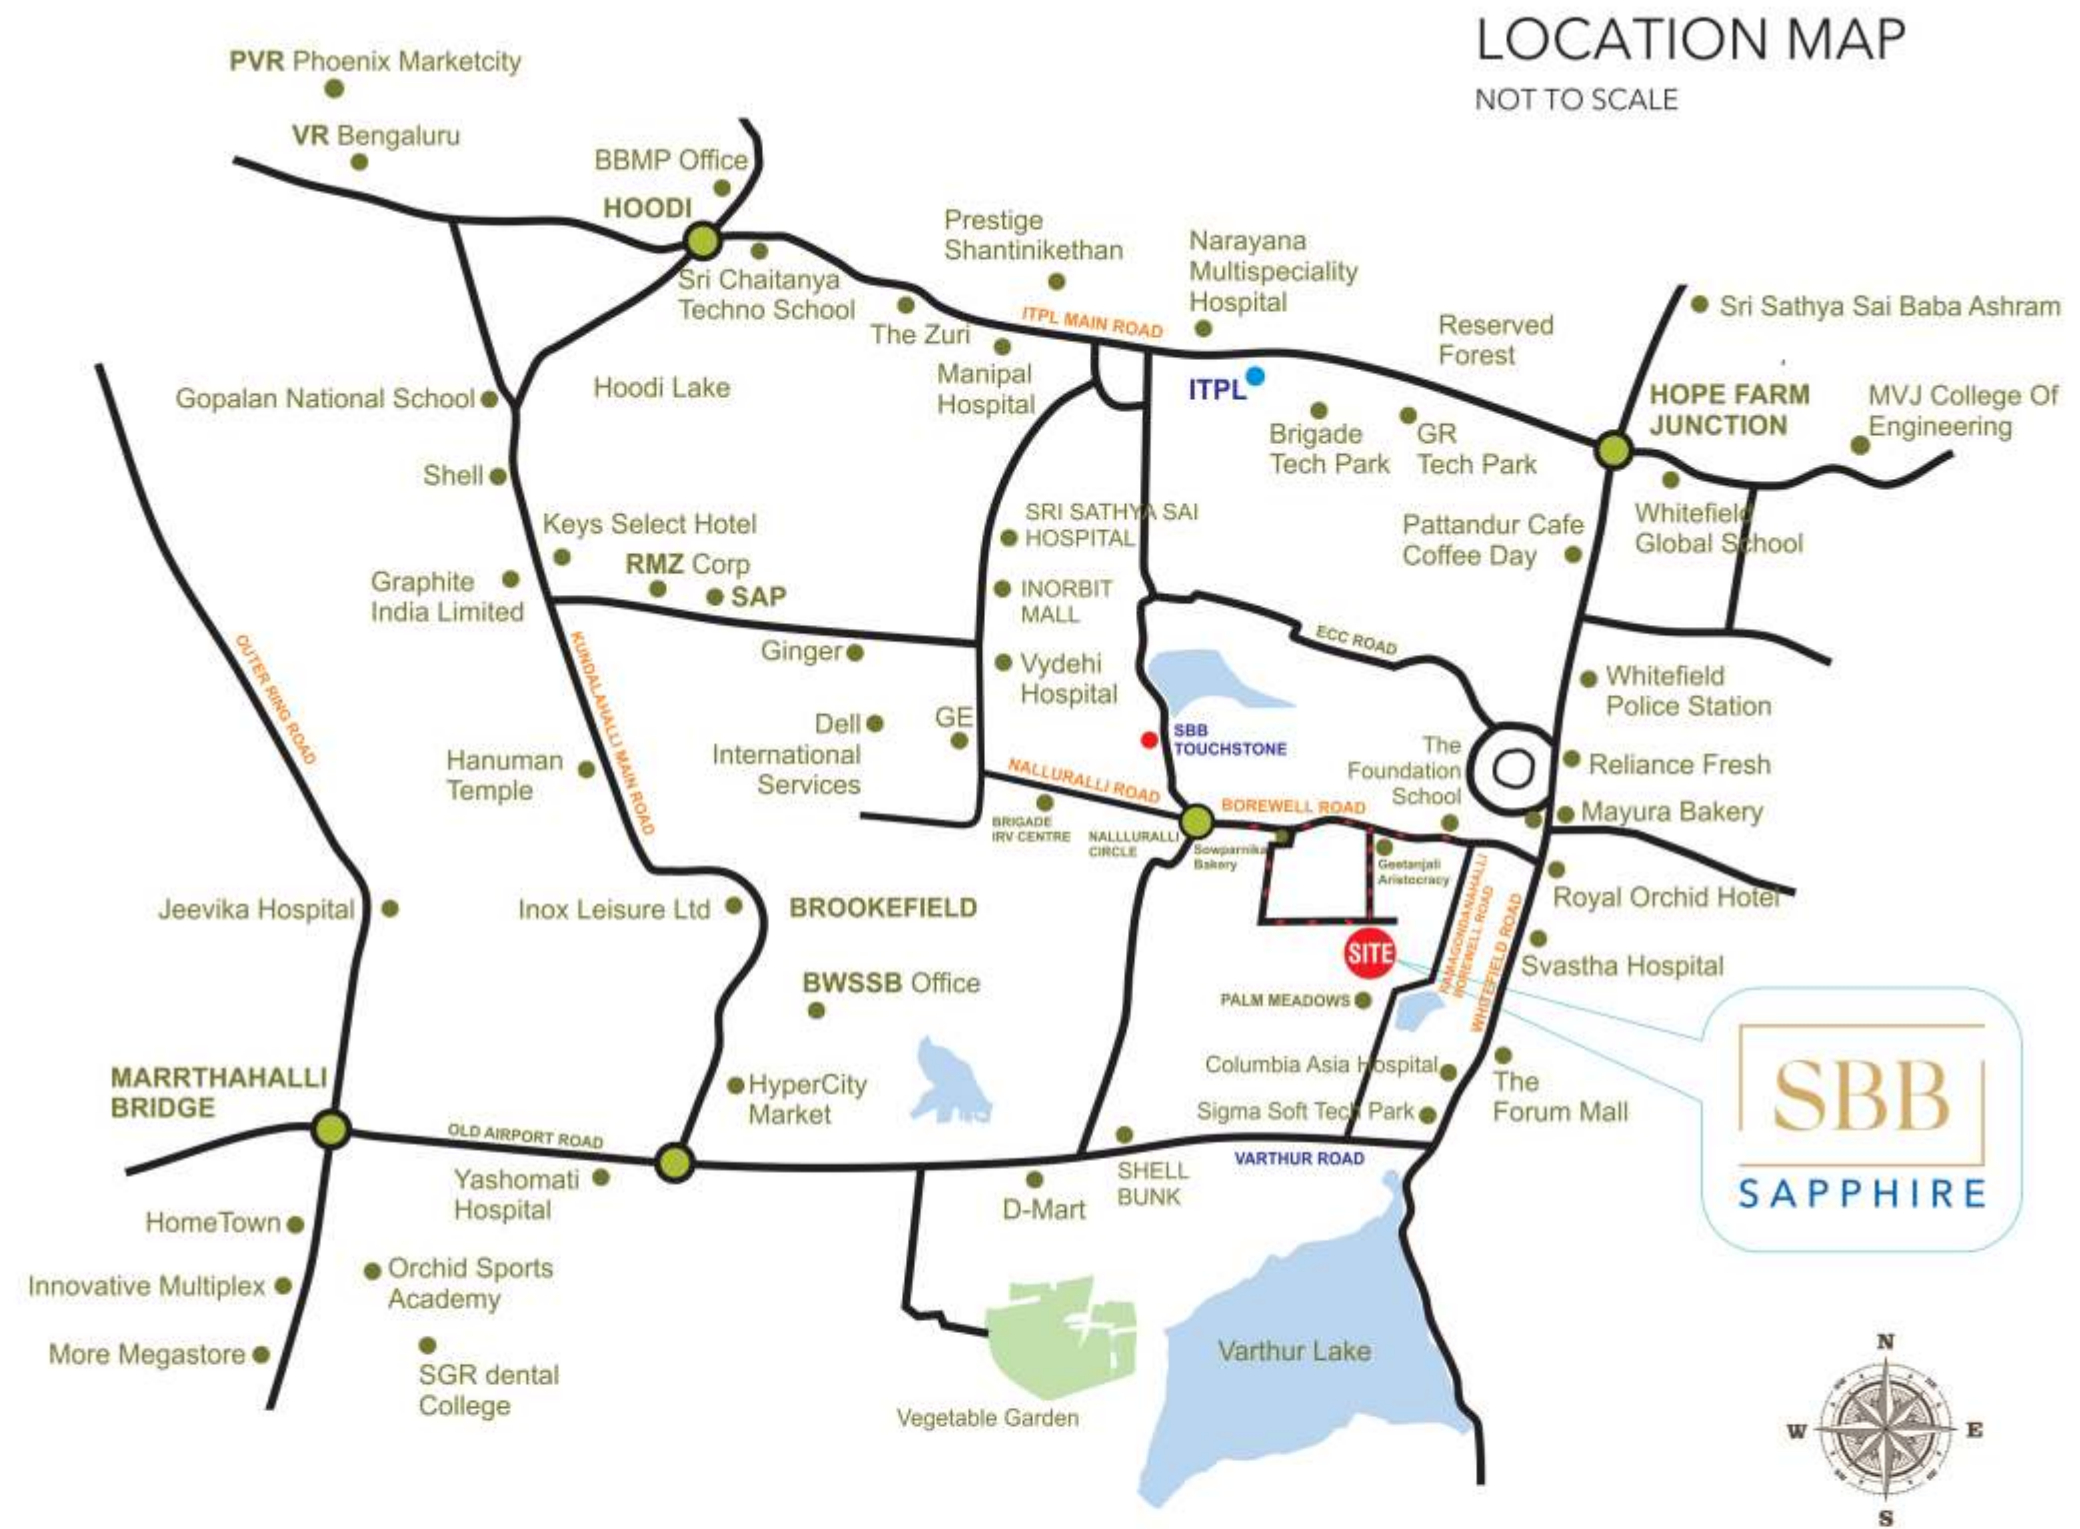 LOCATION MAP
NOT TO SCALE
PVR Phoenix Marketcity
VR Bengaluru
BBMP Office
HOODI
Sri Chaitanya
Techno School
Prestige
Shantinikethan
Narayana
Multispeciality
Hospital
The Zuri
ITPL MAIN ROAD
Manipal
Hospital
ITPL
Reserved
Forest
Sri Sathya Sai Baba Ashram
HOPE FARM
JUNCTION
MVJ College Of
Engineering
Gopalan National School
Hoodi Lake
Brigade
Tech Park
GR
Tech Park
Shell
Keys Select Hotel
RMZ Corp
SAP
SRI SATHYA SAI
HOSPITAL
Pattandur Cafe
Coffee Day
Whitefield
Global School
Graphite
India Limited
INORBIT
MALL
OUTER RING ROAD
KUNDALAHALLI MAIN ROAD
Ginger
Vydehi
Hospital
ECC ROAD
Whitefield
Police Station
Dell
International
Services
GE
SBB
TOUCHSTONE
The
Foundation
School
Reliance Fresh
Hanuman
Temple
NALLURALLI ROAD
BOREWELL ROAD
Mayura Bakery
BRIGADE
IRV CENTRE
NALLLURALLI
CIRCLE
Sowparnika
Bakery
Geetanjali
Aristocracy
RAMAGONDANAHALLI
BOREWELL ROAD
WHITEFIELD ROAD
Royal Orchid Hotel
Jeevika Hospital
Inox Leisure Ltd
BROOKEFIELD
SITE
Svastha Hospital
BWSSB Office
PALM MEADOWS
MARRTHAHALLI
BRIDGE
HyperCity
Market
Columbia Asia Hospital
Sigma Soft Tech Park
The
Forum Mall
SBB
SAPPHIRE
OLD AIRPORT ROAD
VARTHUR ROAD
Yashomati
Hospital
SHELL
BUNK
D-Mart
HomeTown
Orchid Sports
Academy
Innovative Multiplex
More Megastore
SGR dental
College
Varthur Lake
Vegetable Garden
N
W
E
S